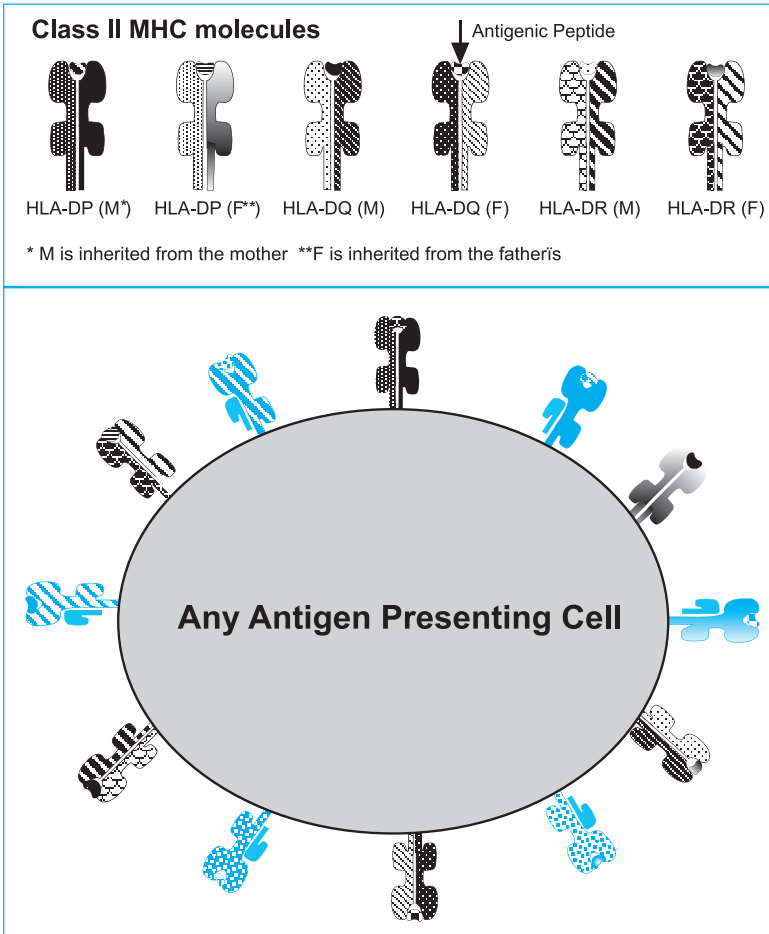 Class II MHC molecules
Antigenic Peptide
HLA-DP (M*) HLA-DP (F**) HLA-DQ (M) HLA-DQ (F) HLA-DR (M) HLA-DR (F)
* M is inherited from the mother **F is inherited from the fatherïs
Any Antigen Presenting Cell